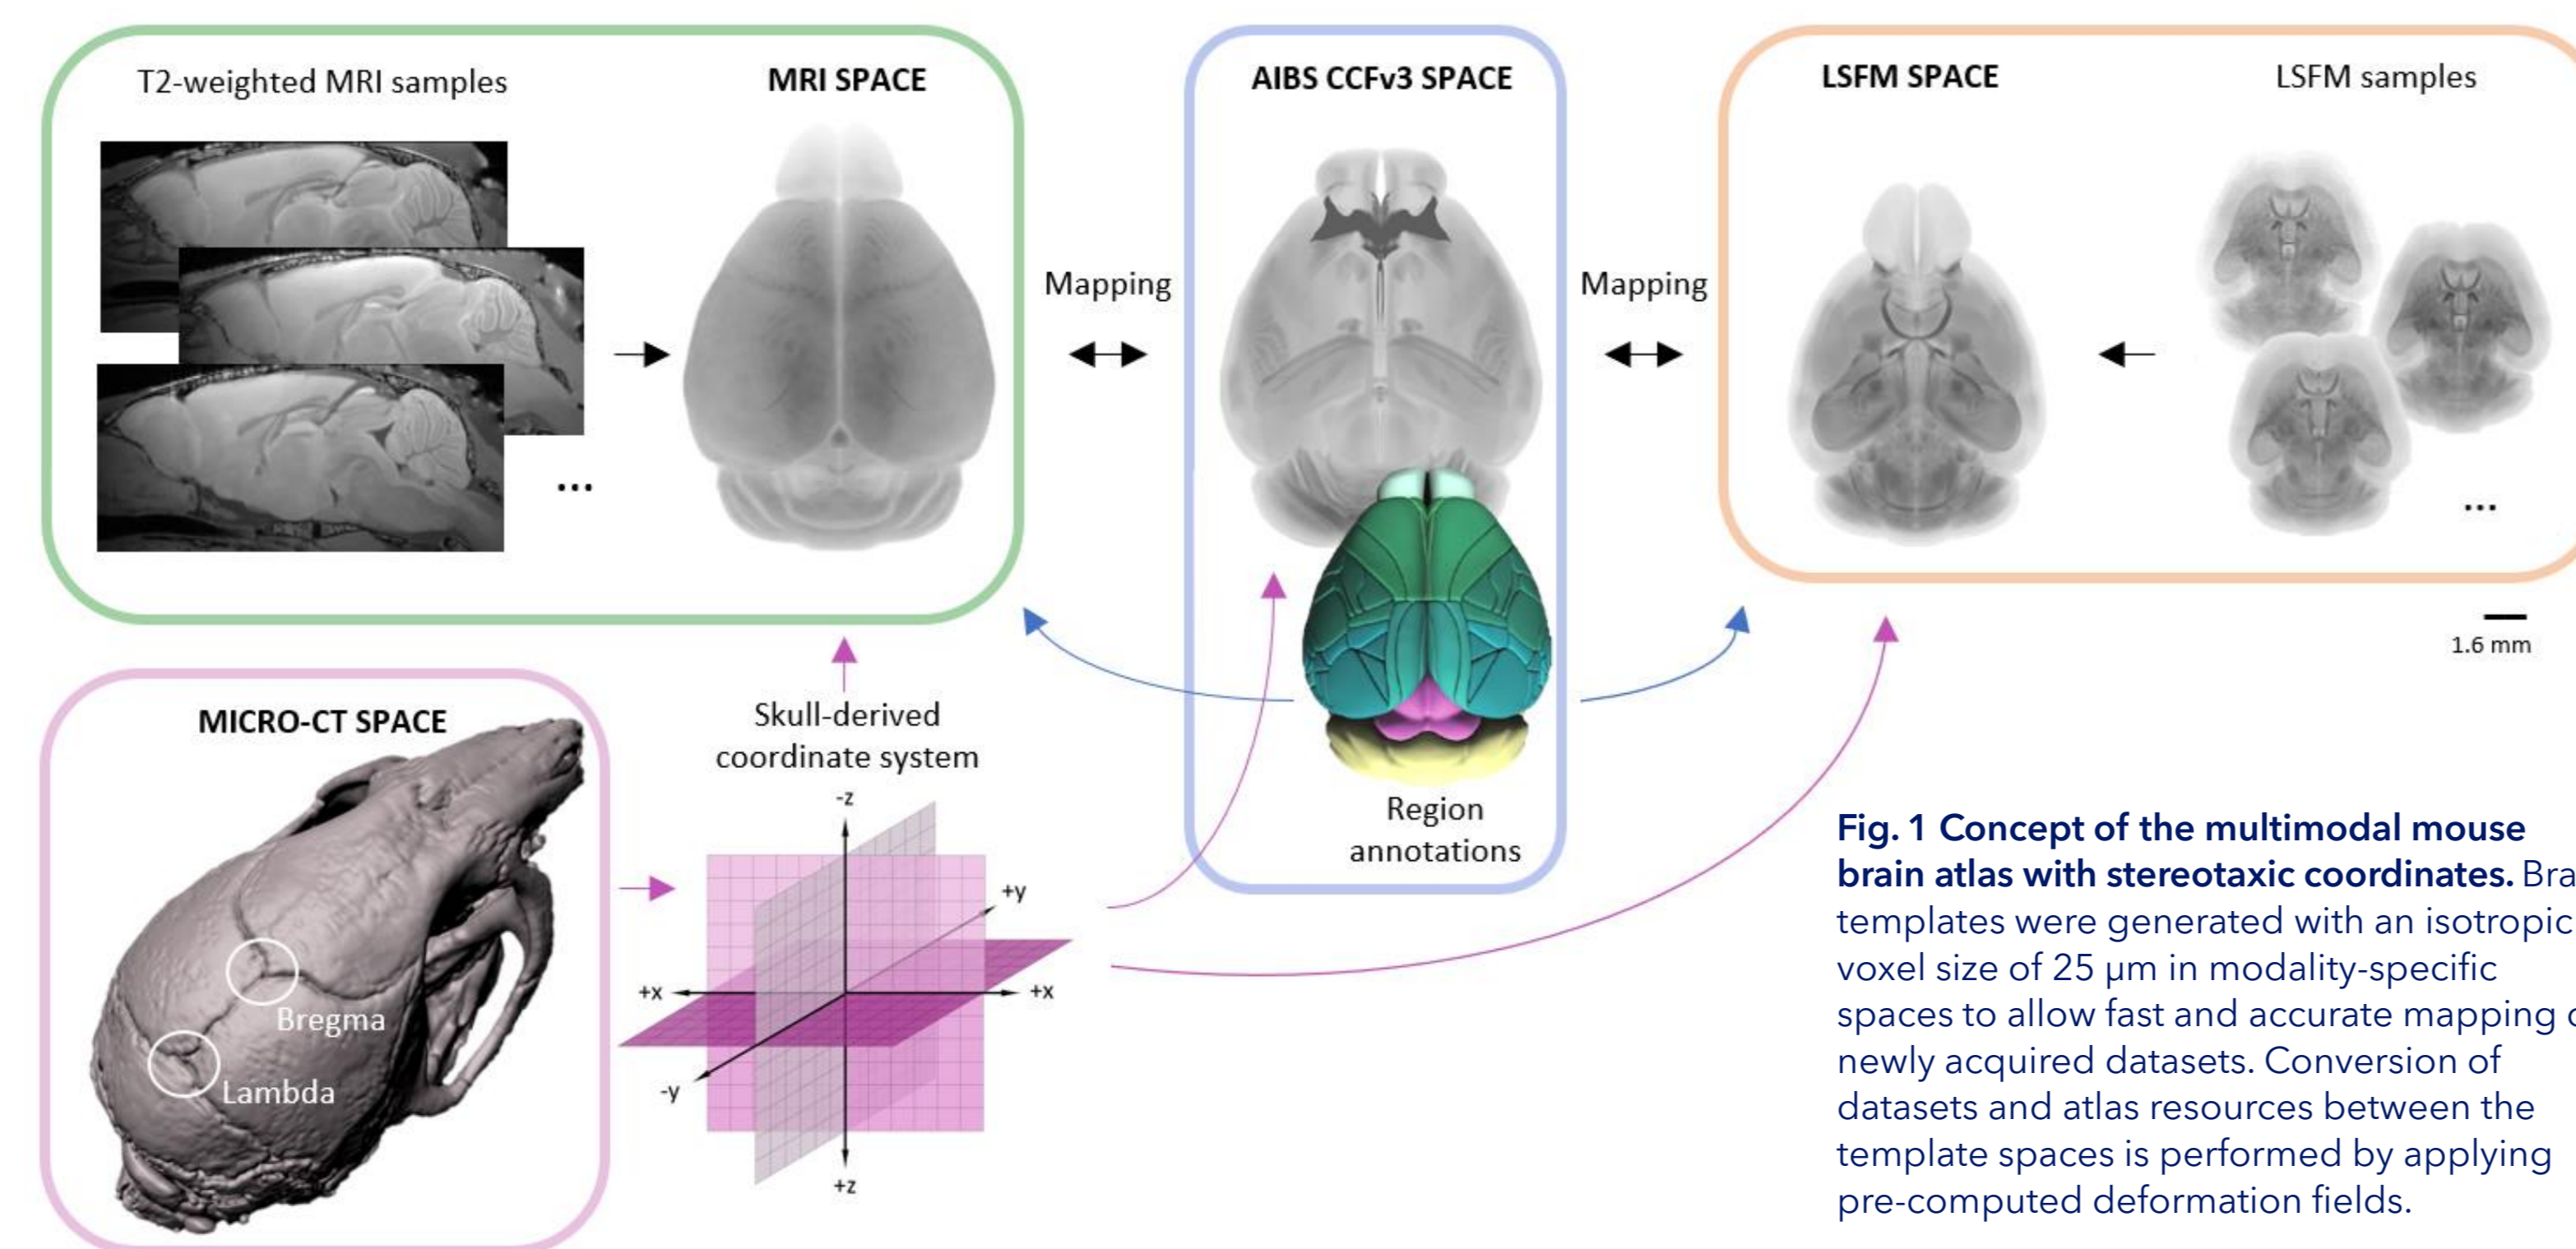 T2-weighted MRI samples
MRI SPACE
...
Mapping
AIBS CCFv3 SPACE
Mapping
LSFM SPACE
LSFM samples
...
1.6 mm
MICRO-CT SPACE
Bregma
Lambda
Skull-derived
coordinate system
-z
+y
+x
+x
-y
+z
Region
annotations
Fig. 1 Concept of the multimodal mouse
brain atlas with stereotaxic coordinates.
templates were generated with an isotropic
voxel size of 25 µm in modality-specific
spaces to allow fast and accurate mapping
newly acquired datasets. Conversion of
datasets and atlas resources between the
template spaces is performed by applying
pre-computed deformation fields.